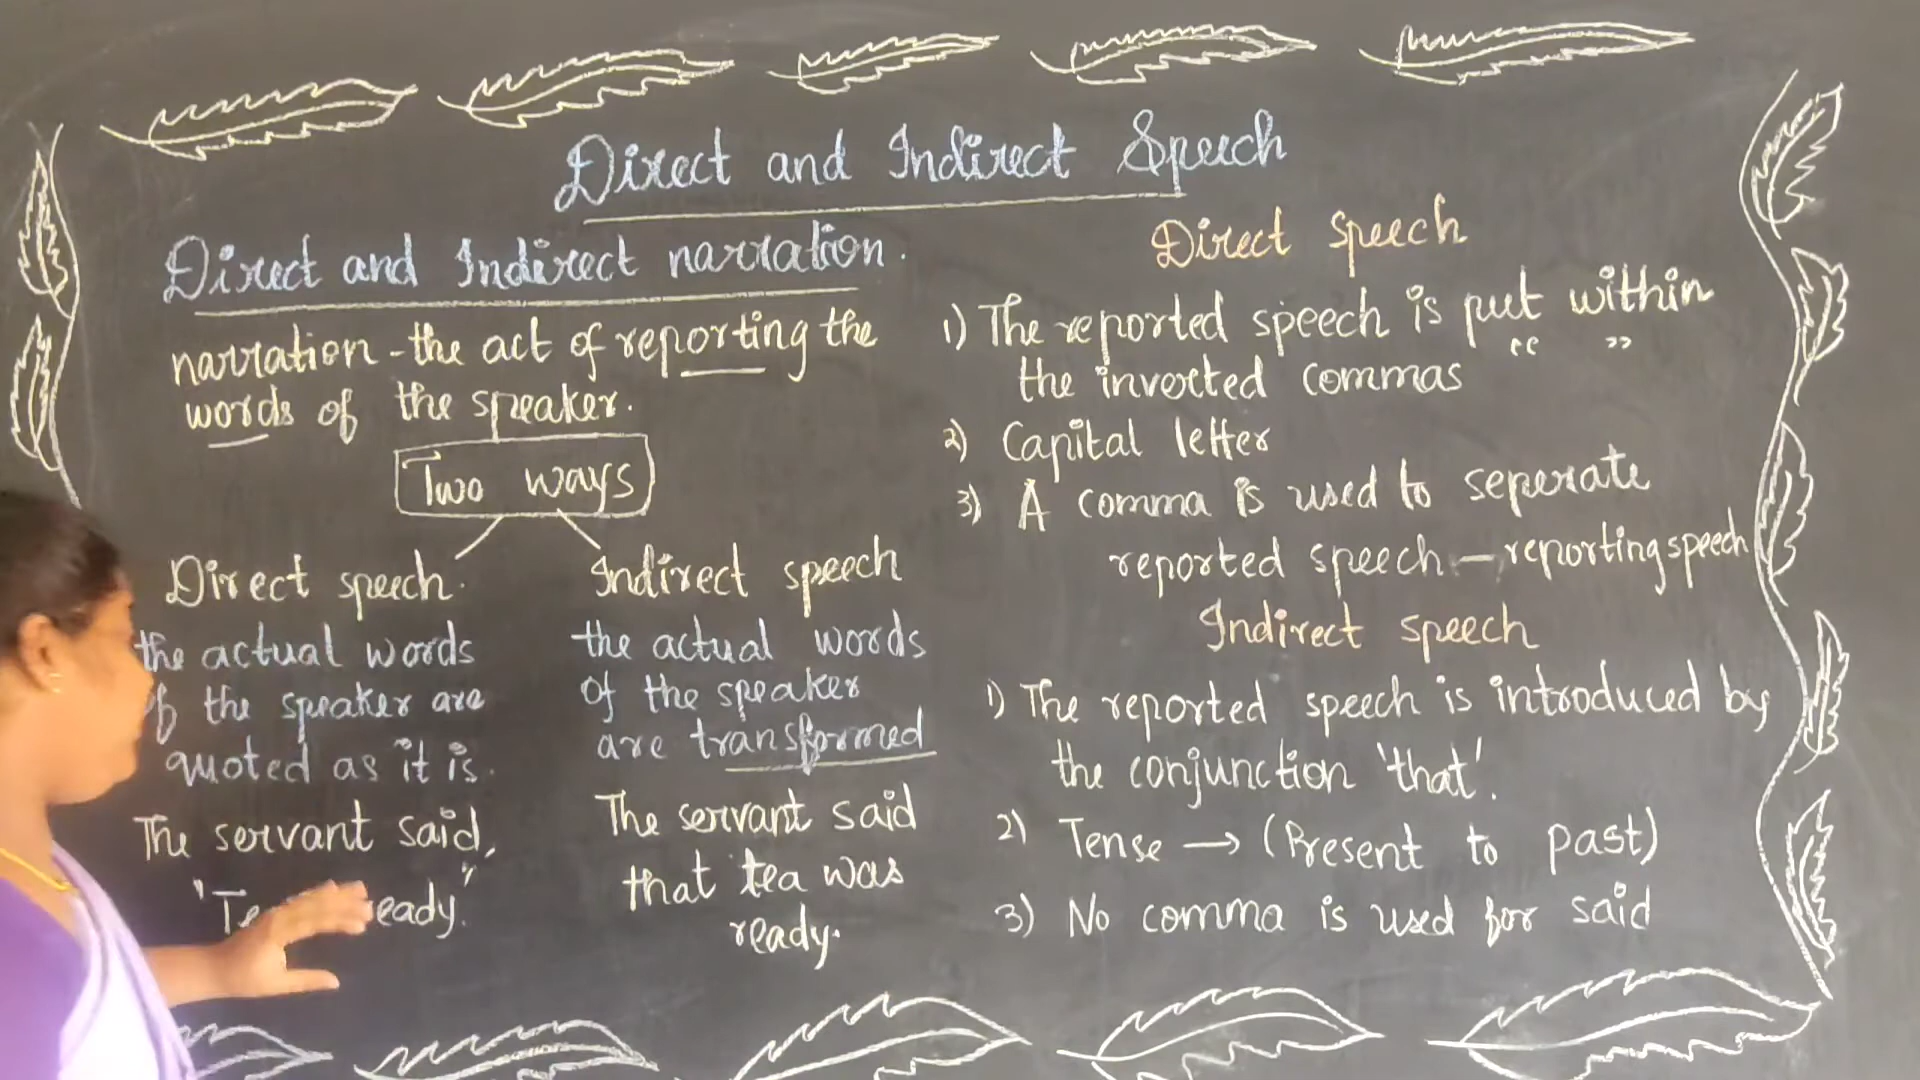 Direct and Indirect Speech
Direct and Indirect narration.
narration - the act of reporting the
words of the speaker.
Two ways
Direct speech.
the actual words
of the speaker are
quoted as it is.
The servant said,
Indirect speech
the actual words
of the speaker
are transformed
The servant said
that tea was
ready.
Direct speech
1) The reported speech is put within
“ ”
the inverted commas
2) Capital letter
3) A comma is used to seperate
reported speech – reporting speech
Indirect speech
1) The reported speech is introduced by
the conjunction 'that'.
2) Tense → (Present to past)
3) No comma is used for said